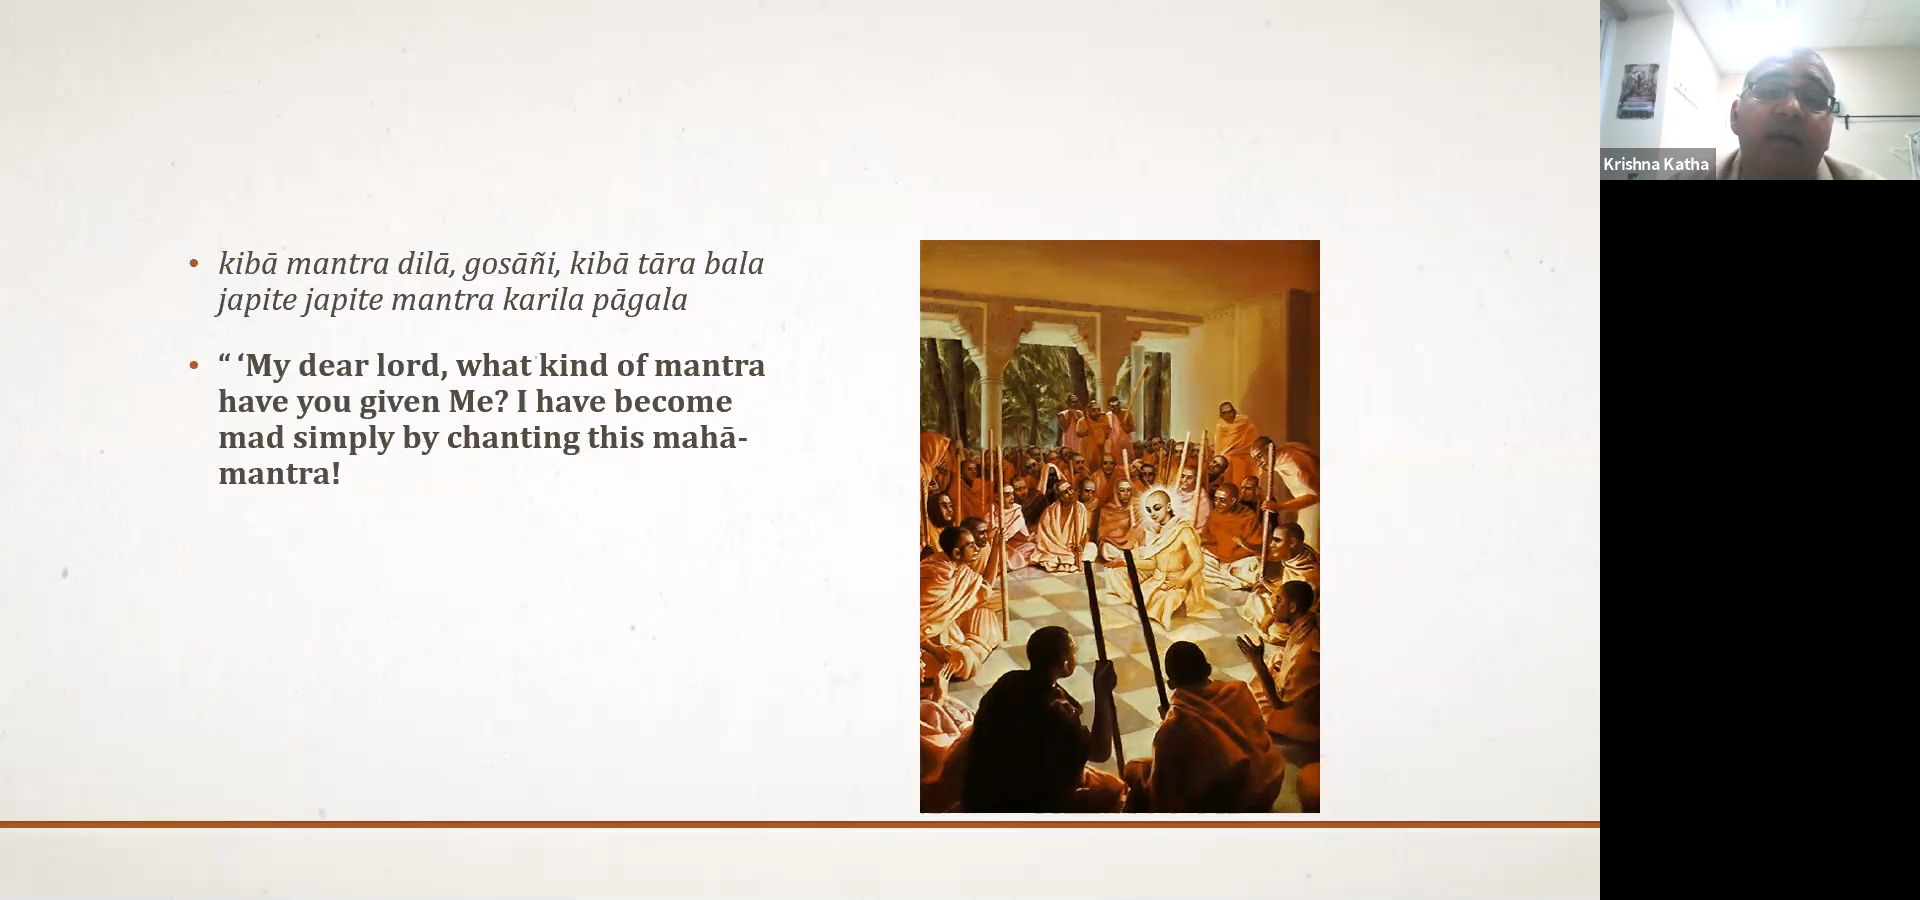 kibā mantra dilā, gosāñi, kibā tāra bala
japite japite mantra karila pāgala
“ ‘My dear lord, what kind of mantra
have you given Me? I have become
mad simply by chanting this mahā-
mantra!
Krishna Katha